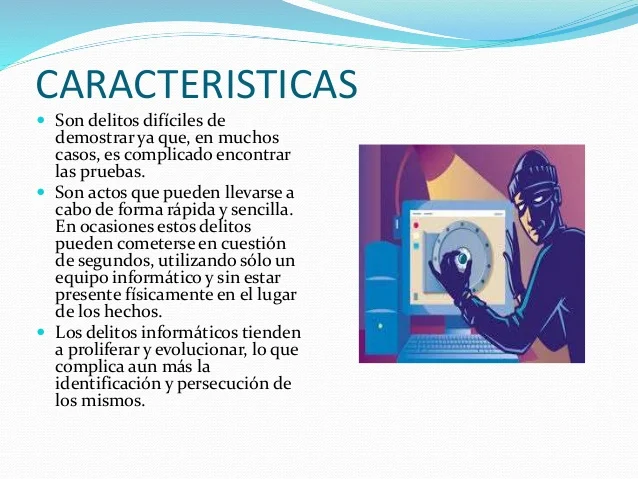 CARACTERISTICAS
• Son delitos difíciles de
demostrar ya que, en muchos
casos, es complicado encontrar
las pruebas.
• Son actos que pueden llevarse a
cabo de forma rápida y sencilla.
En ocasiones estos delitos
pueden cometerse en cuestión
de segundos, utilizando sólo un
equipo informático y sin estar
presente físicamente en el lugar
de los hechos.
• Los delitos informáticos tienden
a proliferar y evolucionar, lo que
complica aun más la
identificación y persecución de
los mismos.